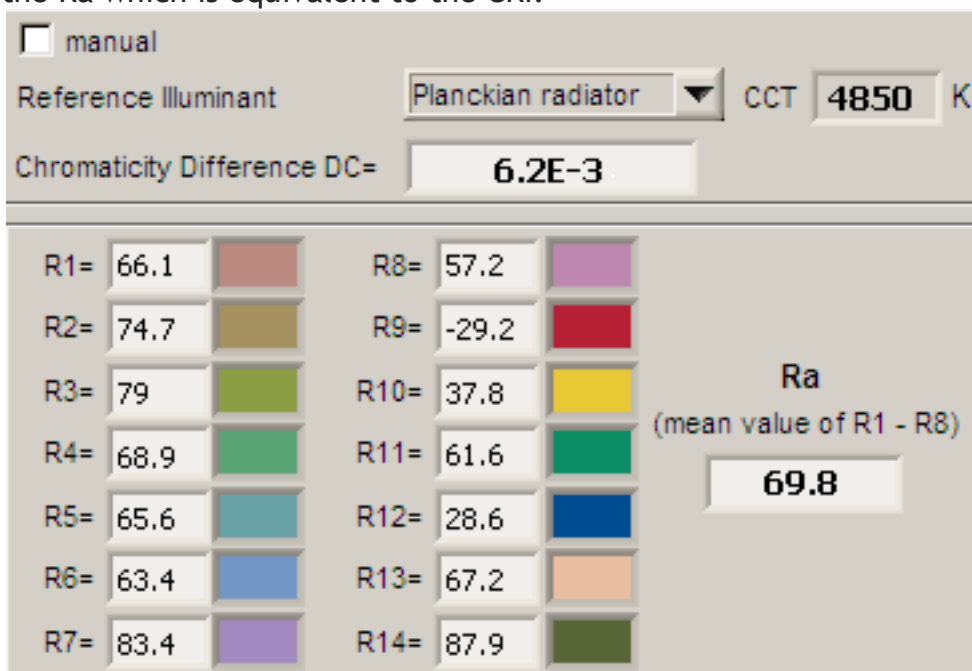 the Ra which is equivalent to the CRI.
manual
Reference Illuminant Planckian radiator CCT 4850 K
Chromaticity Difference DC= 6.2E-3
R1= 66.1 R8= 57.2
R2= 74.7 R9= -29.2
R3= 79 R10= 37.8
R4= 68.9 R11= 61.6
R5= 65.6 R12= 28.6
R6= 63.4 R13= 67.2
R7= 83.4 R14= 87.9
Ra
(mean value of R1 - R8)
69.8